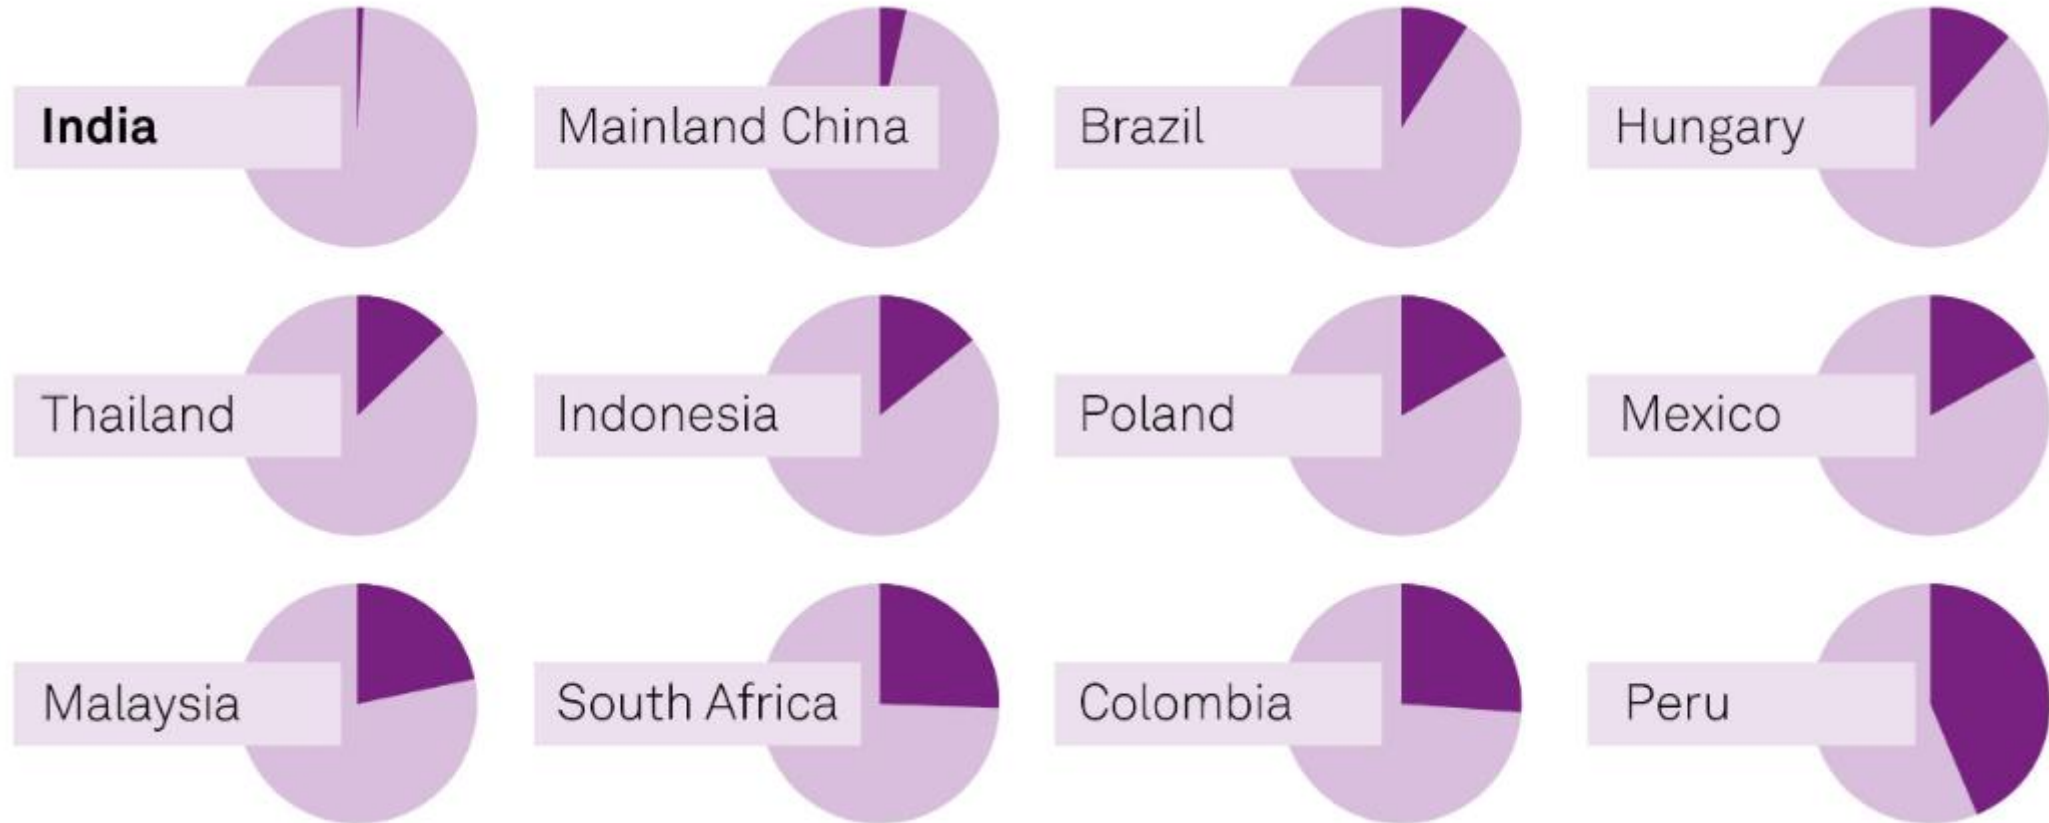 India
Mainland China
Brazil
Hungary
Thailand
Indonesia
Poland
Mexico
Malaysia
South Africa
Colombia
Peru